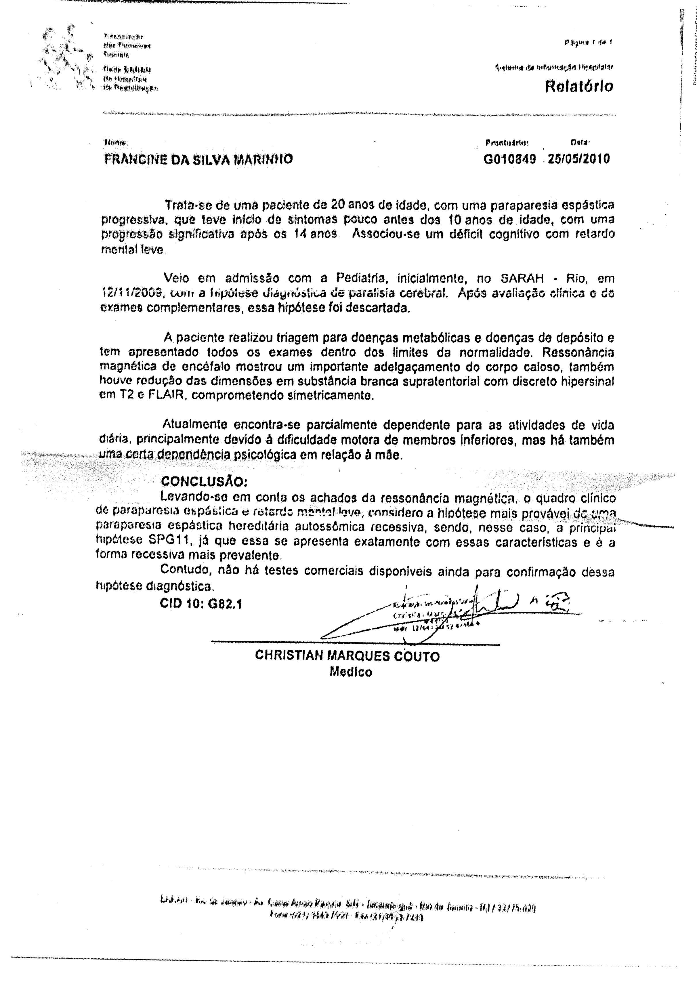 Associação
das Pioneiras
Sociais
Rede SARAH
de Hospitais
de Reabilitação
Página 1 de 1
Sistema de Informação Hospitalar
Relatório
Nome: Prontuário: Data:
FRANCINE DA SILVA MARINHO G010849 25/05/2010
Trata-se de uma paciente de 20 anos de idade, com uma paraparesia espástica
progressiva, que teve início de sintomas pouco antes dos 10 anos de idade, com uma
progressão significativa após os 14 anos. Associou-se um déficit cognitivo com retardo
mental leve.
Veio em admissão com a Pediatria, inicialmente, no SARAH - Rio, em
12/11/2009, com a hipótese diagnóstica de paralisia cerebral. Após avaliação clínica e de
exames complementares, essa hipótese foi descartada.
A paciente realizou triagem para doenças metabólicas e doenças de depósito e
tem apresentado todos os exames dentro dos limites da normalidade. Ressonância
magnética de encéfalo mostrou um importante adelgaçamento do corpo caloso, também
houve redução das dimensões em substância branca supratentorial com discreto hipersinal
em T2 e FLAIR, comprometendo simetricamente.
Atualmente encontra-se parcialmente dependente para as atividades de vida
diária, principalmente devido à dificuldade motora de membros inferiores, mas há também
uma certa dependência psicológica em relação à mãe.
CONCLUSÃO:
Levando-se em conta os achados da ressonância magnética, o quadro clínico
de paraparesia espástica e retardo mental leve, considero a hipótese mais provável de uma
paraparesia espástica hereditária autossômica recessiva, sendo, nesse caso, a principal
hipótese SPG11, já que essa se apresenta exatamente com essas características e é a
forma recessiva mais prevalente.
Contudo, não há testes comerciais disponíveis ainda para confirmação dessa
hipótese diagnóstica.
CID 10: G82.1
CHRISTIAN MARQUES COUTO
Medico
Rio de Janeiro - RJ